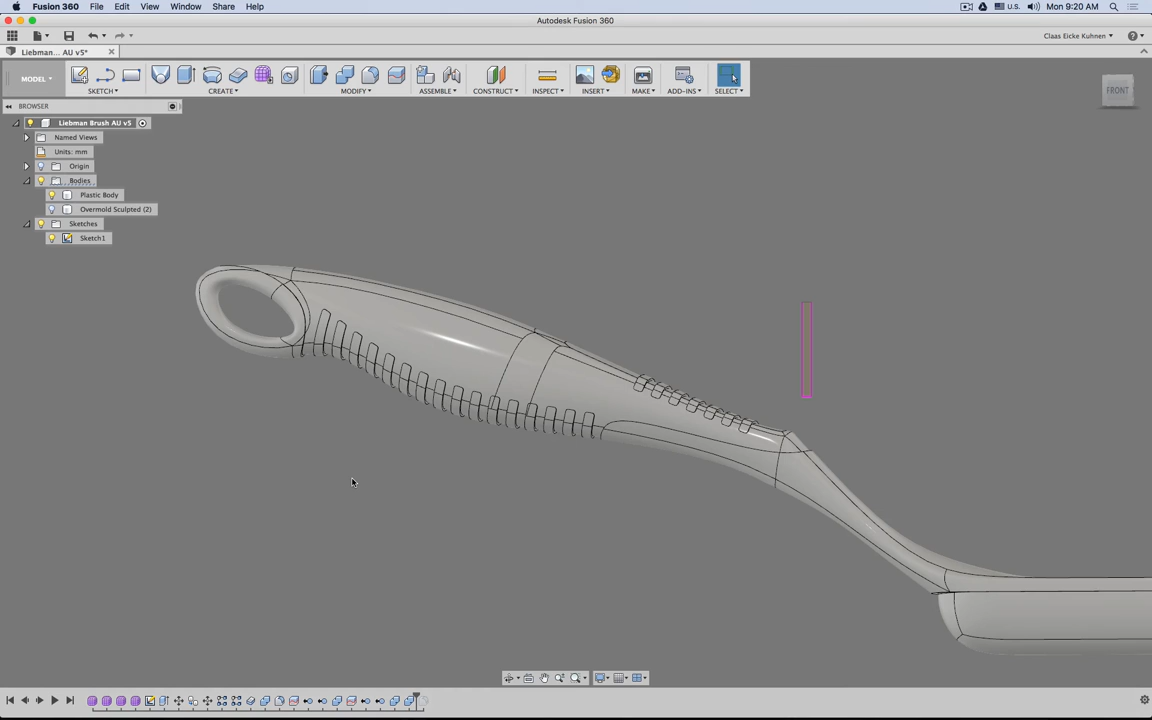 Fusion 360 File Edit View Window Share Help U.S. Mon 9:20 AM
Autodesk Fusion 360
Claas Eicke Kuhnen
Liebman... AU v5*
MODEL
SKETCH CREATE MODIFY ASSEMBLE CONSTRUCT INSPECT INSERT MAKE ADD-INS SELECT
FRONT
BROWSER
Liebman Brush AU v5
Named Views
Units: mm
Origin
Bodies
Plastic Body
Overmold Sculpted (2)
Sketches
Sketch1